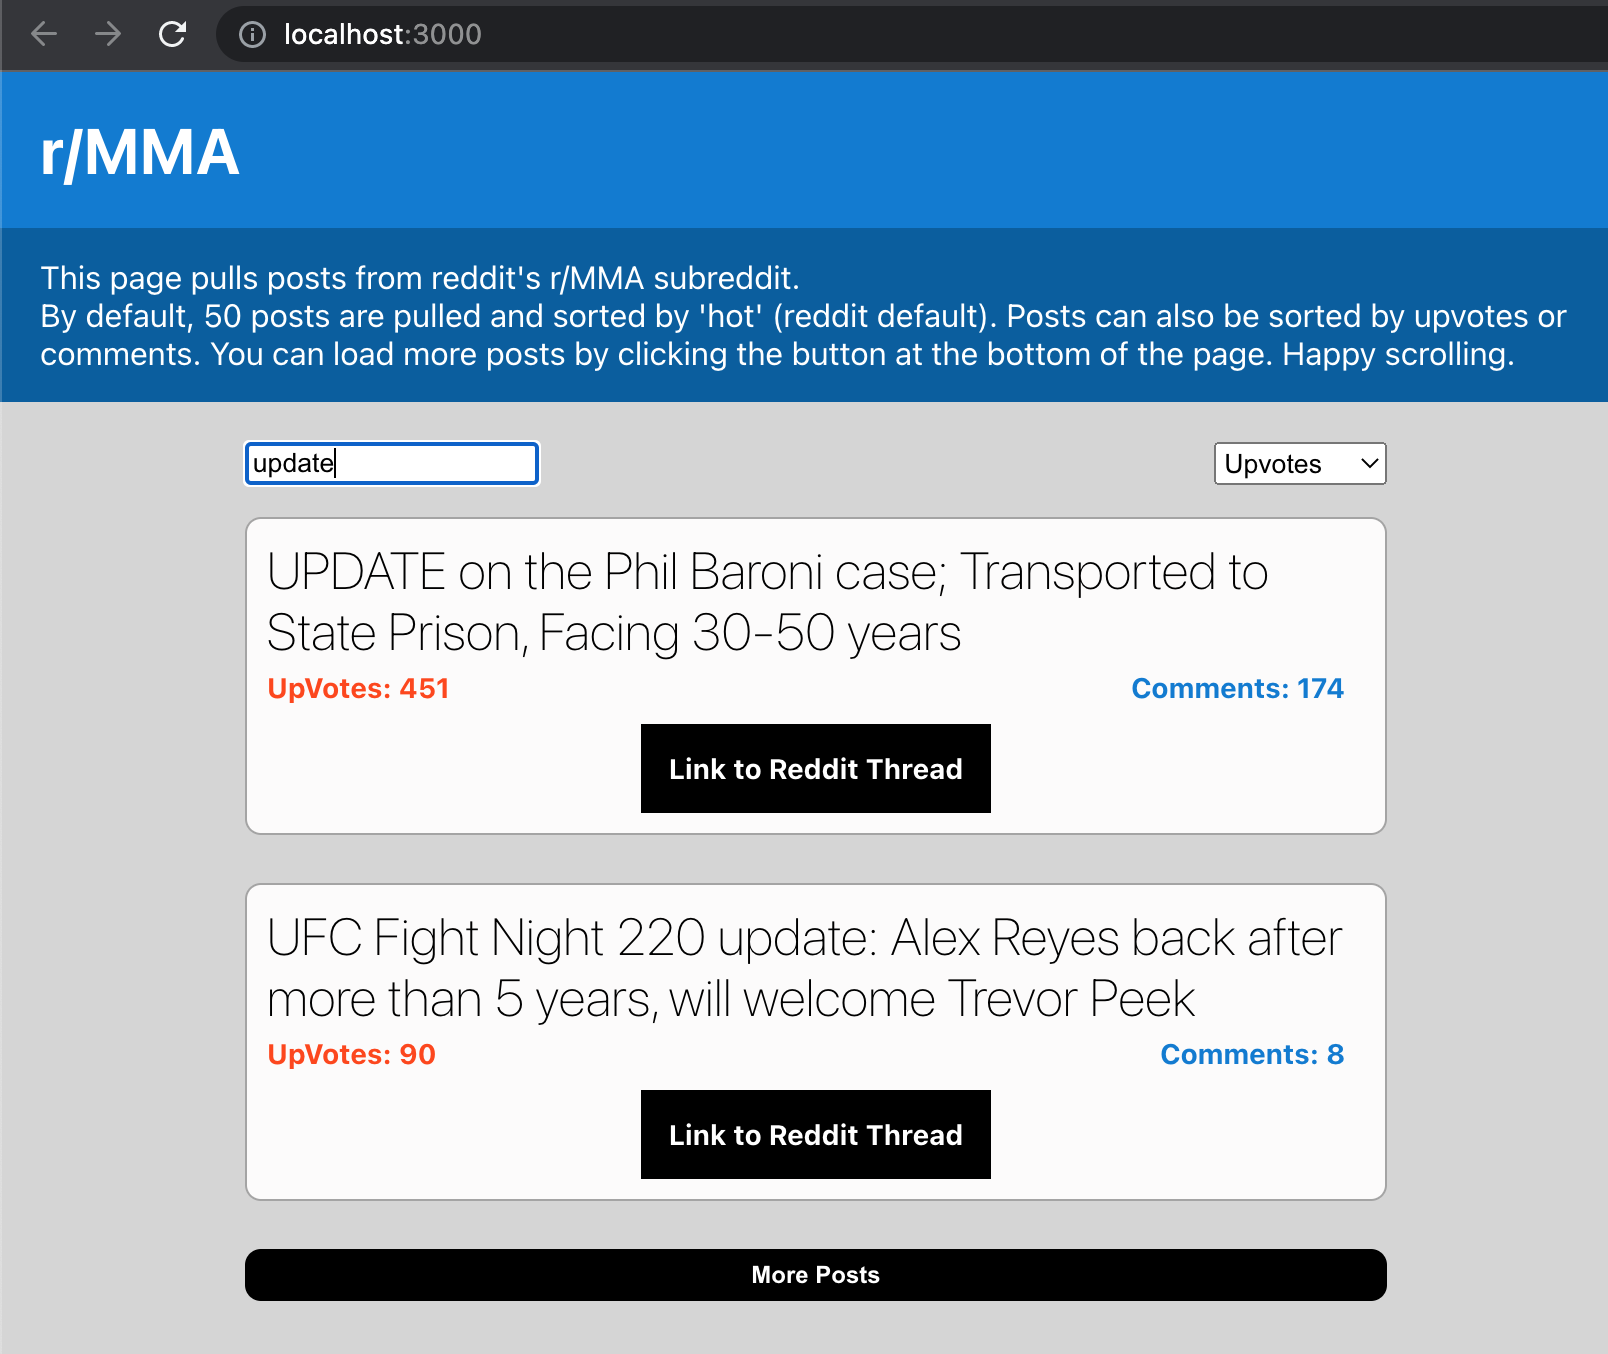 localhost:3000
r/MMA
This page pulls posts from reddit's r/MMA subreddit.
By default, 50 posts are pulled and sorted by 'hot' (reddit default). Posts can also be sorted by upvotes or
comments. You can load more posts by clicking the button at the bottom of the page. Happy scrolling.
update
Upvotes
UPDATE on the Phil Baroni case; Transported to
State Prison, Facing 30-50 years
UpVotes: 451
Comments: 174
Link to Reddit Thread
UFC Fight Night 220 update: Alex Reyes back after
more than 5 years, will welcome Trevor Peek
UpVotes: 90
Comments: 8
Link to Reddit Thread
More Posts